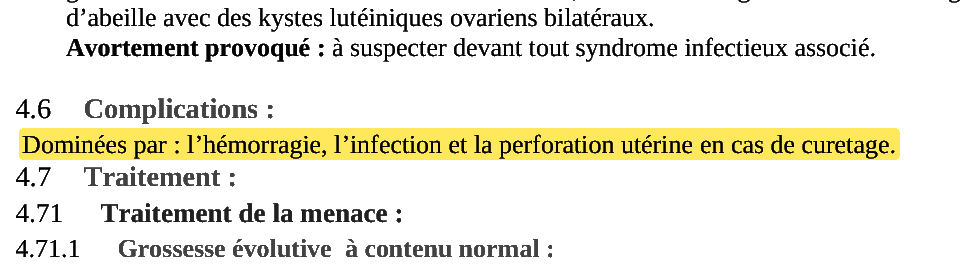 d’abeille avec des kystes lutéiniques ovariens bilatéraux.
Avortement provoqué : à suspecter devant tout syndrome infectieux associé.
4.6 Complications :
Dominées par : l’hémorragie, l’infection et la perforation utérine en cas de curetage.
4.7 Traitement :
4.71 Traitement de la menace :
4.71.1 Grossesse évolutive à contenu normal :